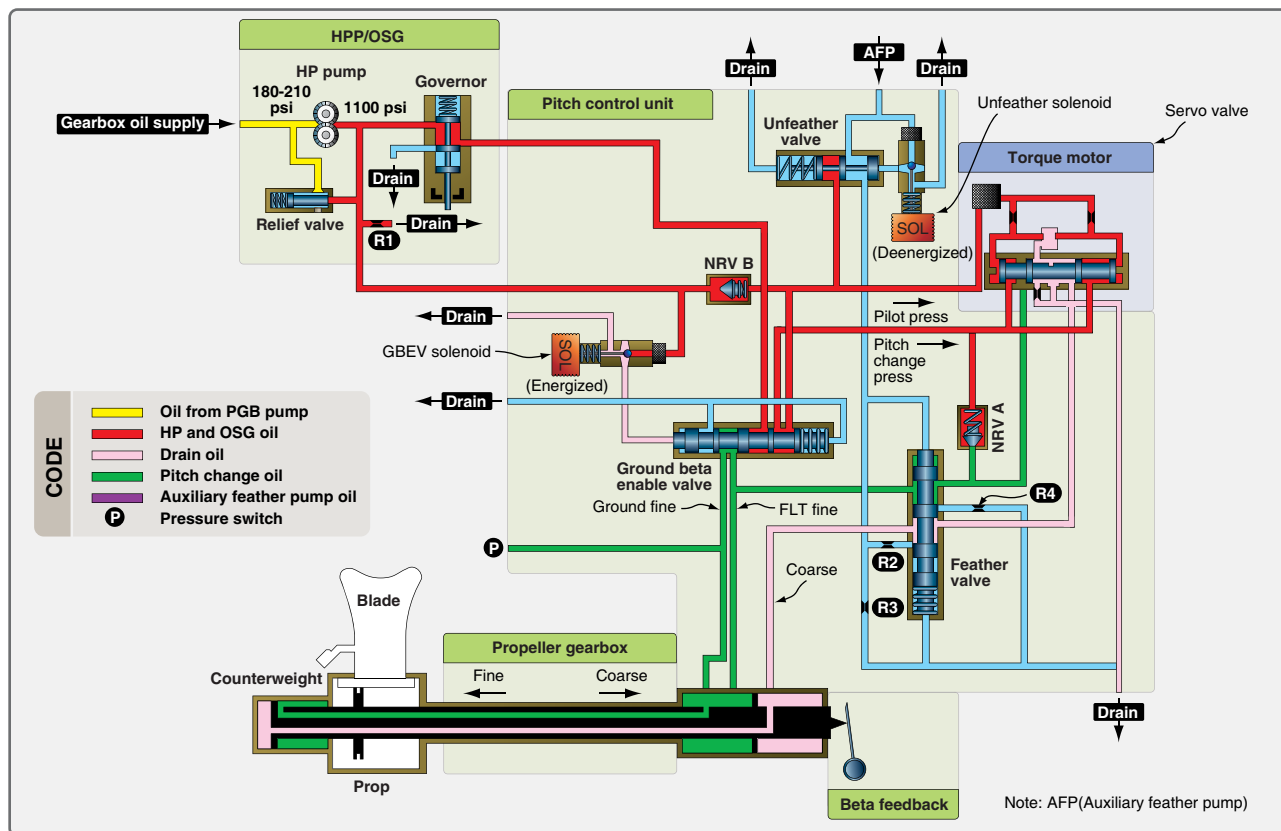 HPP/OSG
HP pump
180-210
psi
1100 psi
Governor
Gearbox oil supply
Drain
Relief valve
R1
Drain
Pitch control unit
Drain
AFP
Drain
Unfeather
valve
Unfeather solenoid
Servo valve
Torque motor
SOL
(Deenergized)
NRV B
Pilot press
Pitch
change
press
Drain
GBEV solenoid
SOL
(Energized)
Drain
NRV A
Ground beta
enable valve
Ground fine
FLT fine
R4
R2
R3
Feather
valve
Coarse
P
CODE
Oil from PGB pump
HP and OSG oil
Drain oil
Pitch change oil
Auxiliary feather pump oil
P Pressure switch
Blade
Counterweight
Prop
Propeller gearbox
Fine
Coarse
Drain
Beta feedback
Note: AFP(Auxiliary feather pump)